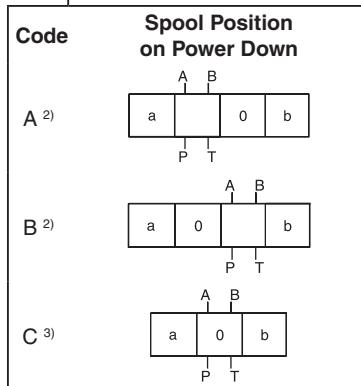 Code Spool Position
on Power Down
A B
A 2) a 0 b
P T
A B
B 2) a 0 b
P T
A B
C 3) a 0 b
P T